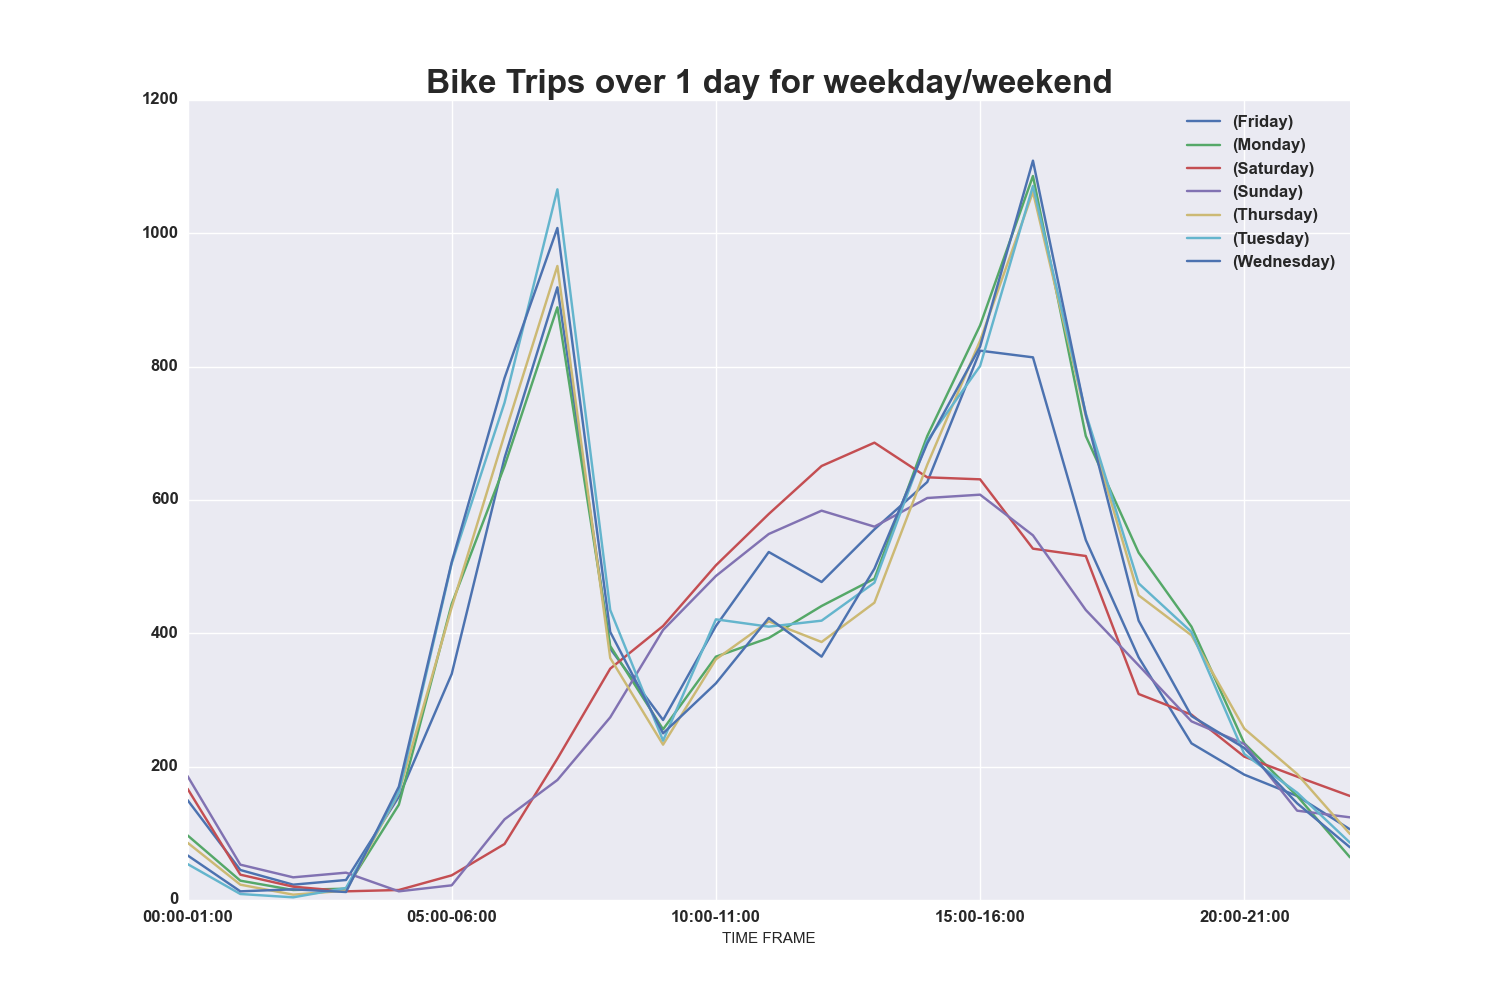 Bike Trips over 1 day for weekday/weekend
1200
1000
800
600
400
200
0
(Friday)
(Monday)
(Saturday)
(Sunday)
(Thursday)
(Tuesday)
(Wednesday)
00:00-01:00 05:00-06:00 10:00-11:00 15:00-16:00 20:00-21:00
TIME FRAME